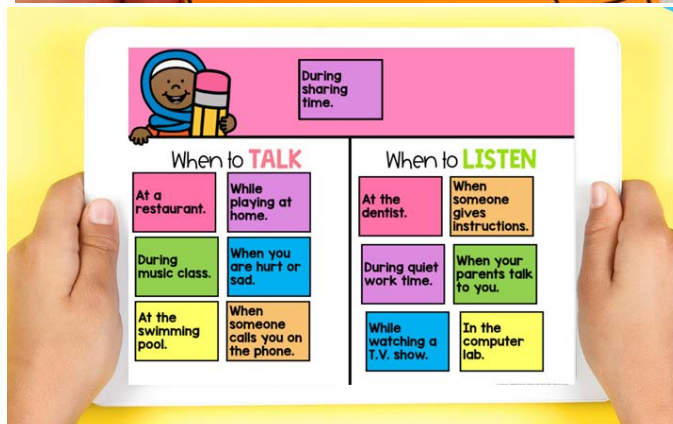 During
sharing
time.
When to TALK
At a
restaurant.
While
playing at
home.
During
music class.
When you
are hurt or
sad.
At the
swimming
pool.
When
someone
calls you on
the phone.
When to LISTEN
At the
dentist.
When
someone
gives
instructions.
During quiet
work time.
When your
parents talk
to you.
While
watching a
T.V. show.
In the
computer
lab.